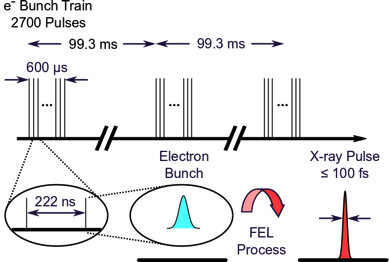 e⁻ Bunch Train
2700 Pulses
99.3 ms
99.3 ms
600 µs
...
...
...
Electron
Bunch
X-ray Pulse
≤ 100 fs
222 ns
FEL
Process